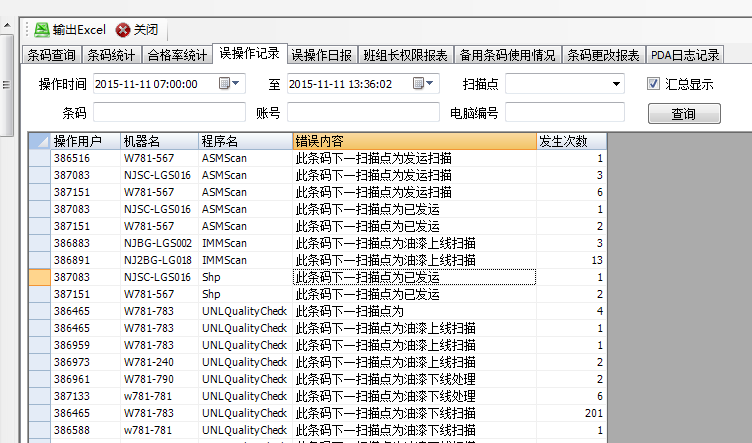 输出Excel 关闭
条码查询 条码统计 合格率统计 误操作记录 误操作日报 班组长权限报表 备用条码使用情况 条码更改报表 PDA日志记录
操作时间 2015-11-11 07:00:00 至 2015-11-11 13:36:02 扫描点 汇总显示
条码 账号 电脑编号 查询
操作用户 机器名 程序名 错误内容 发生次数
386516 W781-567 ASMScan 此条码下一扫描点为发运扫描 1
387083 NJSC-LGS016 ASMScan 此条码下一扫描点为发运扫描 3
387151 W781-567 ASMScan 此条码下一扫描点为发运扫描 6
387083 NJSC-LGS016 ASMScan 此条码下一扫描点为已发运 1
387151 W781-567 ASMScan 此条码下一扫描点为已发运 2
386883 NJBG-LGS002 IMMScan 此条码下一扫描点为油漆上线扫描 3
386891 NJ2BG-LG018 IMMScan 此条码下一扫描点为油漆上线扫描 13
387083 NJSC-LGS016 Shp 此条码下一扫描点为已发运 1
387151 W781-567 Shp 此条码下一扫描点为已发运 2
386465 W781-783 UNLQualityCheck 此条码下一扫描点为 4
386465 W781-783 UNLQualityCheck 此条码下一扫描点为油漆上线扫描 1
386959 W781-783 UNLQualityCheck 此条码下一扫描点为油漆上线扫描 1
386973 W781-240 UNLQualityCheck 此条码下一扫描点为油漆上线扫描 2
386961 W781-790 UNLQualityCheck 此条码下一扫描点为油漆下线处理 2
387133 w781-781 UNLQualityCheck 此条码下一扫描点为油漆下线处理 6
386465 W781-783 UNLQualityCheck 此条码下一扫描点为油漆下线扫描 201
386588 W781-781 UNLQualityCheck 此条码下一扫描点为油漆下线扫描 1